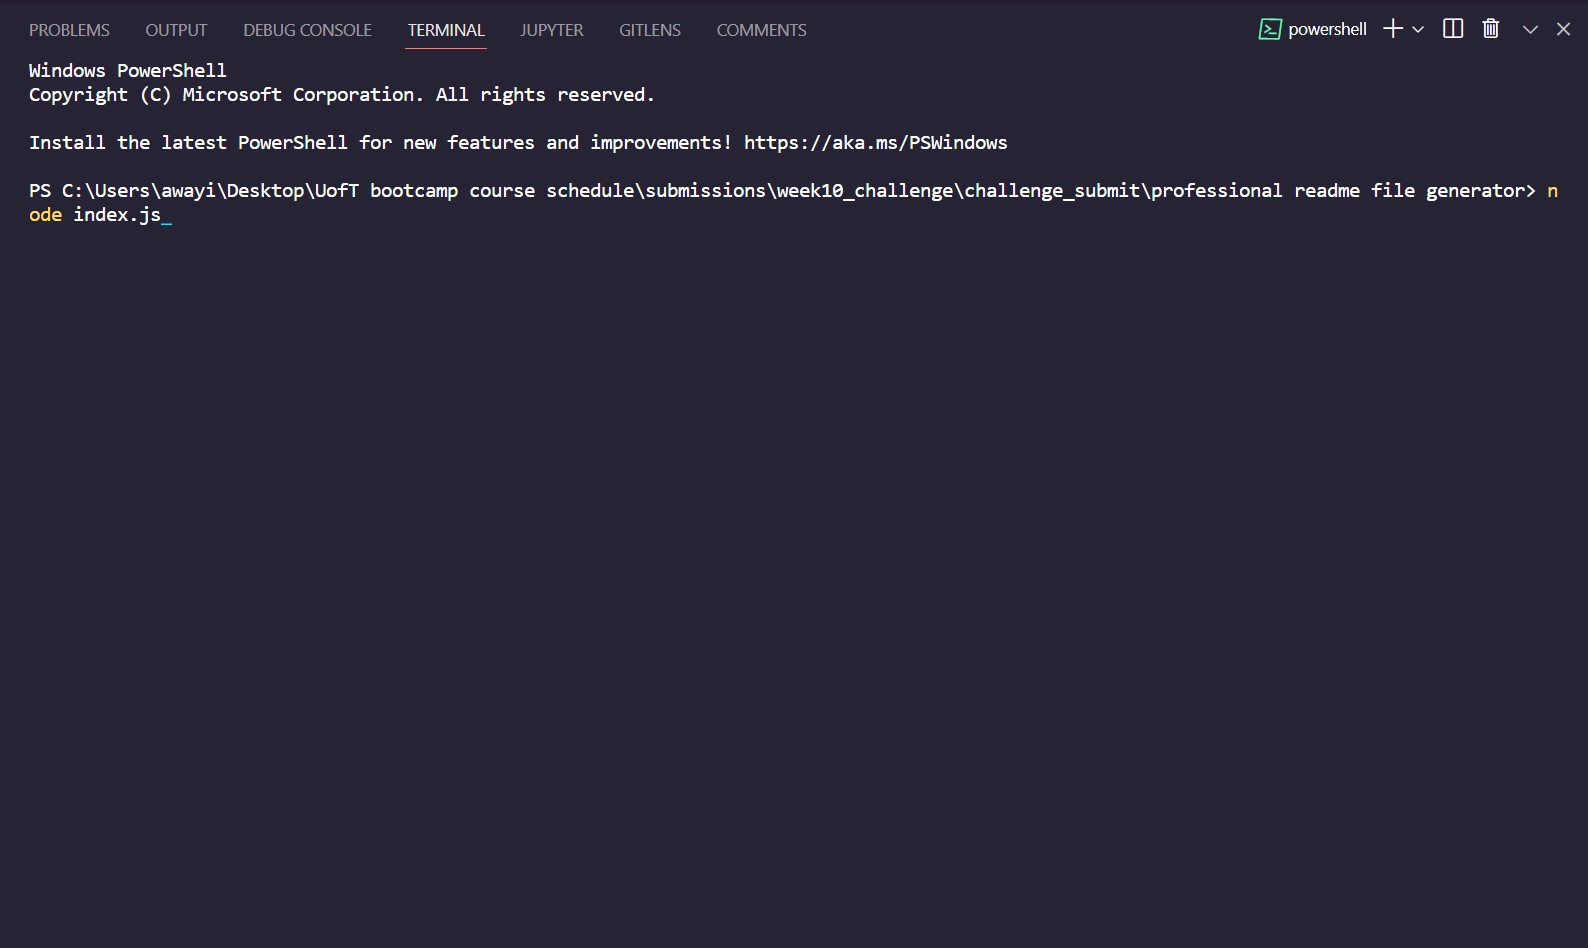 PROBLEMS OUTPUT DEBUG CONSOLE TERMINAL JUPYTER GITLENS COMMENTS powershell
Windows PowerShell
Copyright (C) Microsoft Corporation. All rights reserved.
Install the latest PowerShell for new features and improvements! https://aka.ms/PSWindows
PS C:\Users\awayi\Desktop\UofT bootcamp course schedule\submissions\week10_challenge\challenge_submit\professional readme file generator> n
ode index.js